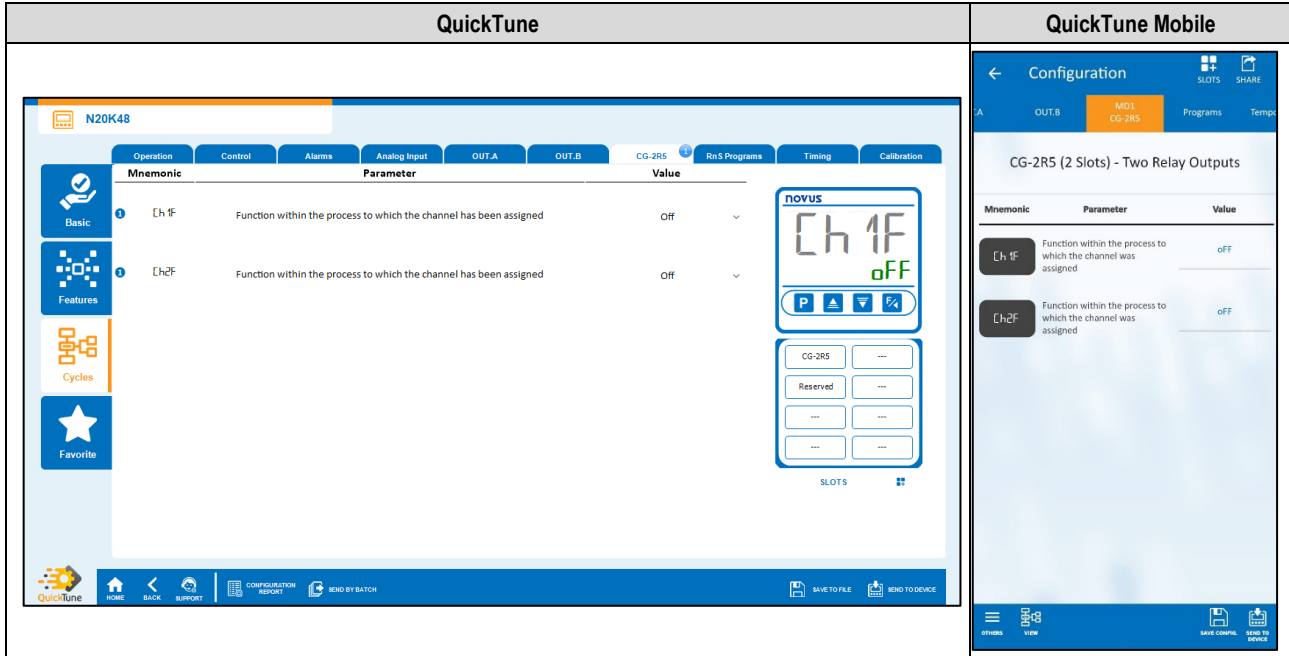 QuickTune
QuickTune Mobile
N20K48
Operation Control Alarms Analog Input OUT.A OUT.B CG-2R5 1 RnS Programs Timing Calibration
Mnemonic Parameter Value
Basic
Features
Cycles
Favorite
1 Ch1F Function within the process to which the channel has been assigned Off
1 Ch2F Function within the process to which the channel has been assigned Off
novus
Ch1F
oFF
P F/
CG-2R5 ---
Reserved ---
--- ---
--- ---
SLOTS
QuickTune
HOME
BACK
SUPPORT
CONFIGURATION
REPORT
SEND BY BATCH
SAVE TO FILE
SEND TO DEVICE
Configuration
SLOTS
SHARE
.A OUT.B MD1 Programs Tempo
CG-2R5
CG-2R5 (2 Slots) - Two Relay Outputs
Mnemonic Parameter Value
Ch1F
Function within the process to
which the channel was
assigned
oFF
Ch2F
Function within the process to
which the channel was
assigned
oFF
OTHERS
VIEW
SAVE CONFIG.
SEND TO
DEVICE